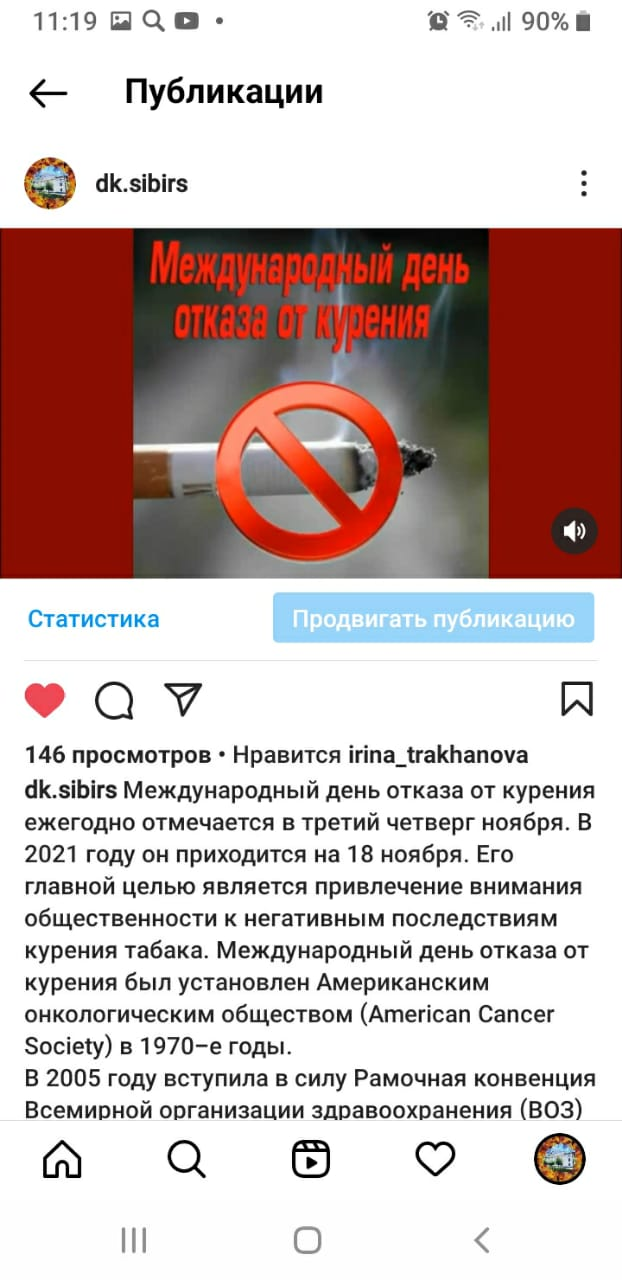 11:19
90%
Публикации
dk.sibirs
Международный день
отказа от курения
Статистика
Продвигать публикацию
146 просмотров • Нравится irina_trakhanova
dk.sibirs Международный день отказа от курения
ежегодно отмечается в третий четверг ноября. В
2021 году он приходится на 18 ноября. Его
главной целью является привлечение внимания
общественности к негативным последствиям
курения табака. Международный день отказа от
курения был установлен Американским
онкологическим обществом (American Cancer
Society) в 1970–е годы.
В 2005 году вступила в силу Рамочная конвенция
Всемирной организации здравоохранения (ВОЗ)